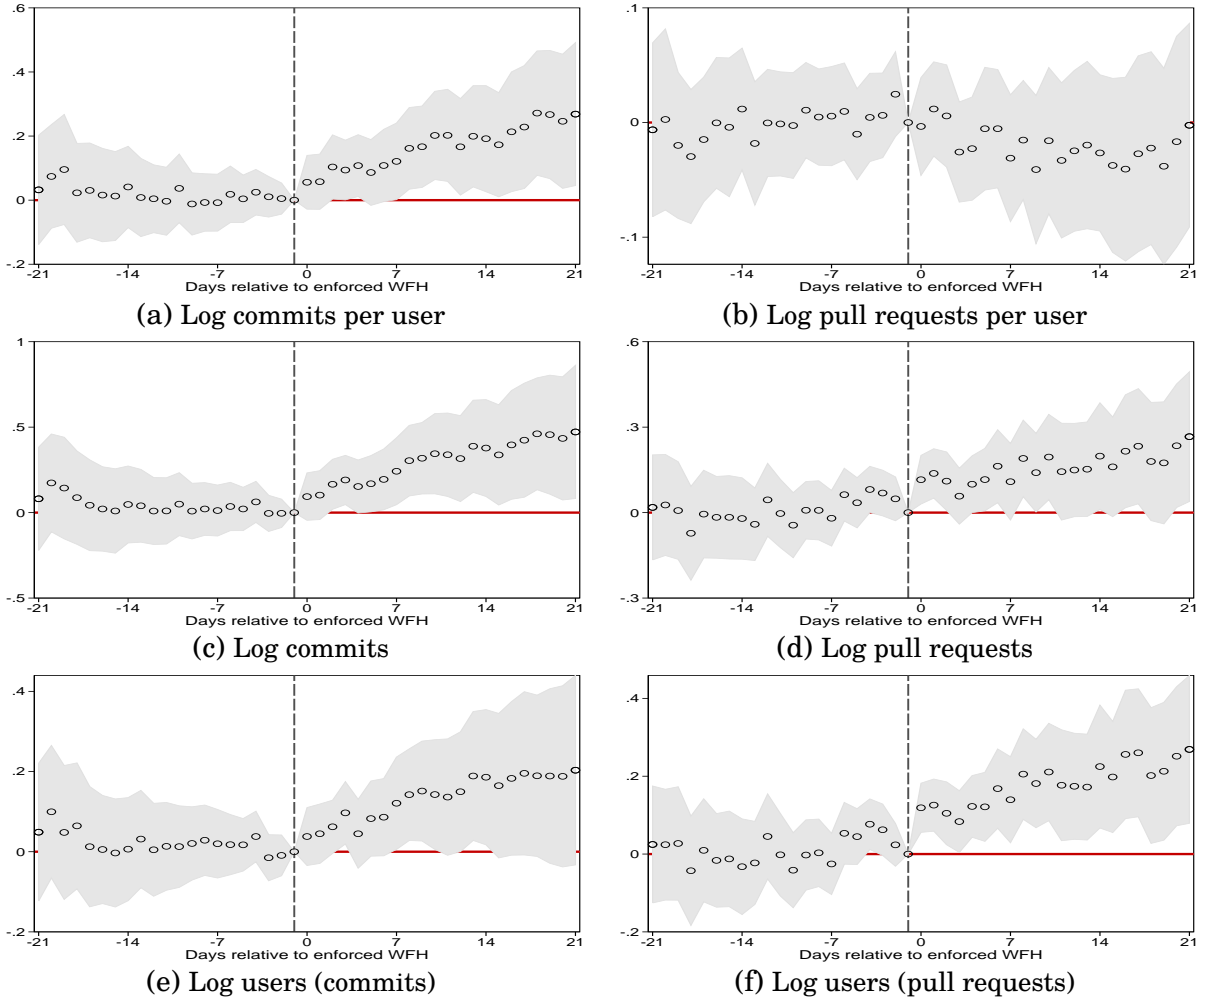 .6
.4
.2
0
-.2
-21 -14 -7 0 7 14 21
Days relative to enforced WFH
(a) Log commits per user
.1
0
-.1
-21 -14 -7 0 7 14 21
Days relative to enforced WFH
(b) Log pull requests per user
1
.5
0
-.5
-21 -14 -7 0 7 14 21
Days relative to enforced WFH
(c) Log commits
.6
.3
0
-.3
-21 -14 -7 0 7 14 21
Days relative to enforced WFH
(d) Log pull requests
.4
.2
0
-.2
-21 -14 -7 0 7 14 21
Days relative to enforced WFH
(e) Log users (commits)
.4
.2
0
-.2
-21 -14 -7 0 7 14 21
Days relative to enforced WFH
(f) Log users (pull requests)